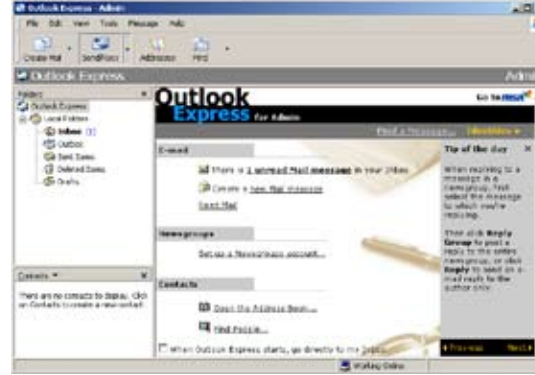 Outlook Express - Admin
File Edit View Tools Message Help
Create Mail Send/Recv Addresses Find
Outlook Express
Admi
Folders
Outlook Express
Local Folders
Inbox (1)
Outbox
Sent Items
Deleted Items
Drafts
Contacts
There are no contacts to display. Click
on Contacts to create a new contact.
Outlook
Express for Admin
Go to msn
Find a Message... Identities
E-mail
There is 1 unread Mail message in your Inbox
Create a new Mail message
Read Mail
Newsgroups
Set up a Newsgroups account...
Contacts
Open the Address Book...
Find People...
When Outlook Express starts, go directly to my Inbox.
Tip of the day
When replying to a
message in a
newsgroup, first
select the message
to which you're
replying.
Then click Reply
Group to post a
reply to the entire
newsgroup, or click
Reply to send an e-
mail reply to the
author only.
Previous Next
Working Online